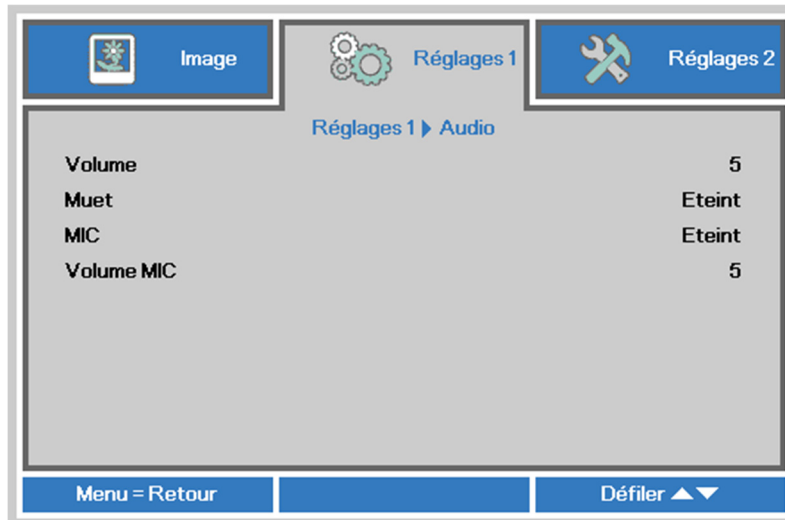 Image
Réglages 1
Réglages 2
Réglages 1 Audio
Volume 5
Muet Eteint
MIC Eteint
Volume MIC 5
Menu = Retour
Défiler